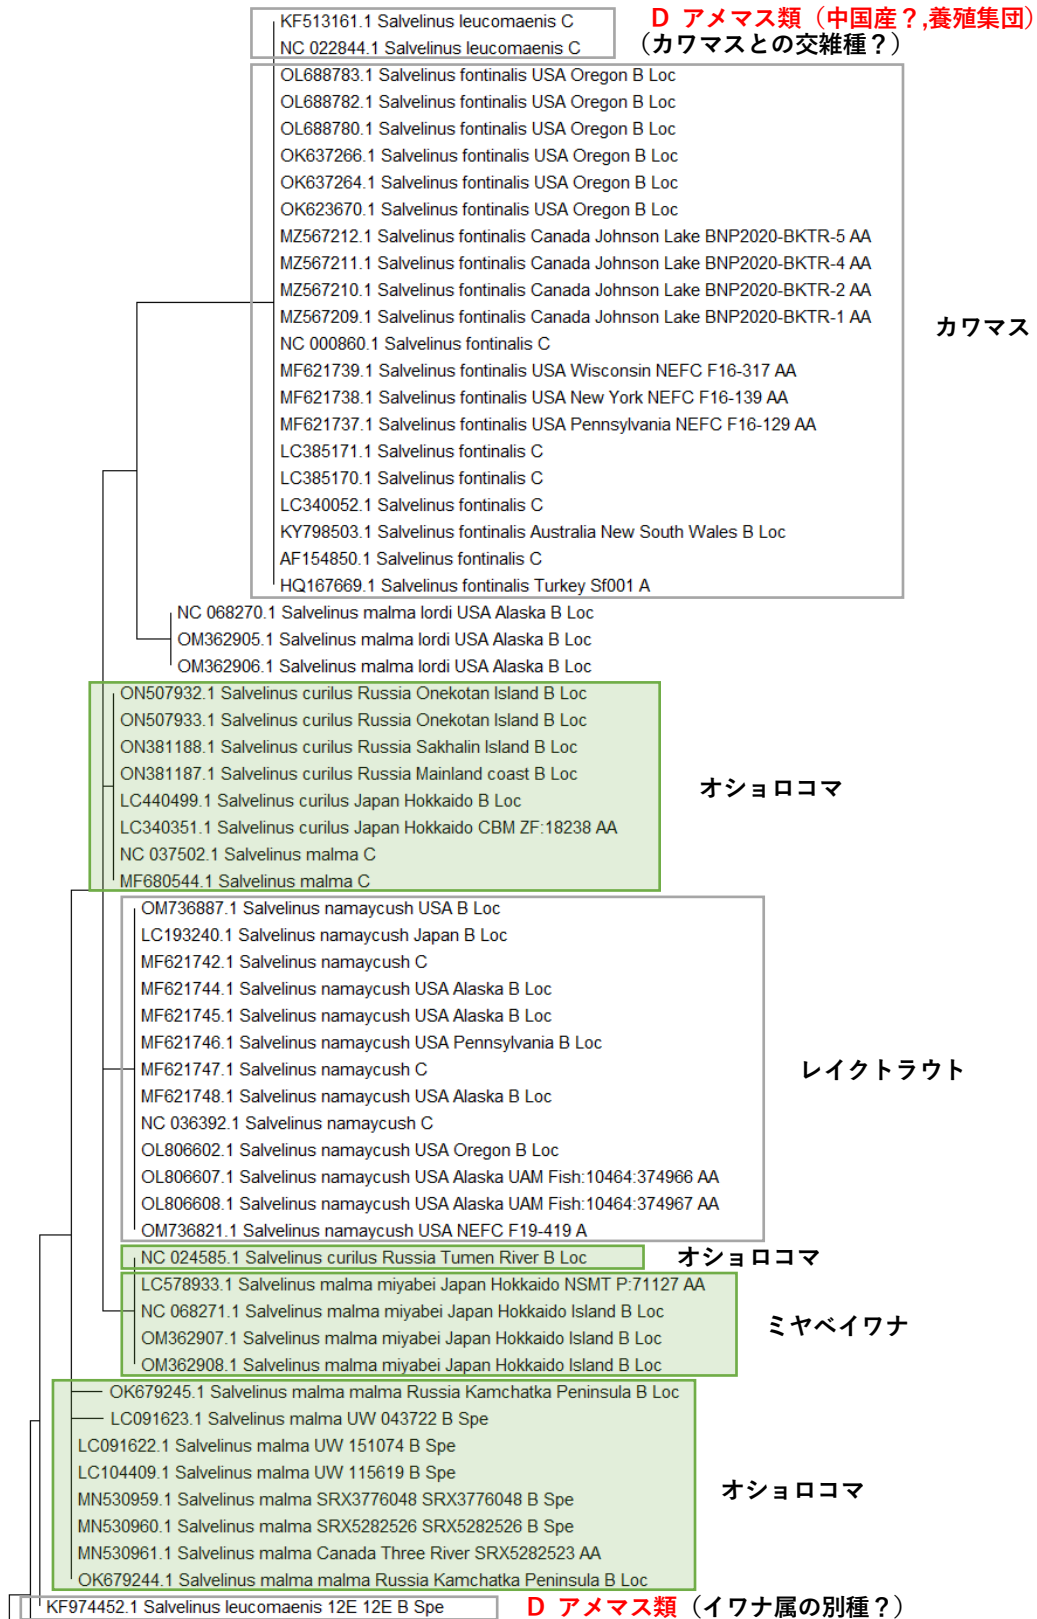 KF513161.1 Salvelinus leucomaenis C
NC 022844.1 Salvelinus leucomaenis C
D アメマス類（中国産？,養殖集団）
（カワマスとの交雑種？）
OL688783.1 Salvelinus fontinalis USA Oregon B Loc
OL688782.1 Salvelinus fontinalis USA Oregon B Loc
OL688780.1 Salvelinus fontinalis USA Oregon B Loc
OK637266.1 Salvelinus fontinalis USA Oregon B Loc
OK637264.1 Salvelinus fontinalis USA Oregon B Loc
OK623670.1 Salvelinus fontinalis USA Oregon B Loc
MZ567212.1 Salvelinus fontinalis Canada Johnson Lake BNP2020-BKTR-5 AA
MZ567211.1 Salvelinus fontinalis Canada Johnson Lake BNP2020-BKTR-4 AA
MZ567210.1 Salvelinus fontinalis Canada Johnson Lake BNP2020-BKTR-2 AA
MZ567209.1 Salvelinus fontinalis Canada Johnson Lake BNP2020-BKTR-1 AA
NC 000860.1 Salvelinus fontinalis C
MF621739.1 Salvelinus fontinalis USA Wisconsin NEFC F16-317 AA
MF621738.1 Salvelinus fontinalis USA New York NEFC F16-139 AA
MF621737.1 Salvelinus fontinalis USA Pennsylvania NEFC F16-129 AA
LC385171.1 Salvelinus fontinalis C
LC385170.1 Salvelinus fontinalis C
LC340052.1 Salvelinus fontinalis C
KY798503.1 Salvelinus fontinalis Australia New South Wales B Loc
AF154850.1 Salvelinus fontinalis C
HQ167669.1 Salvelinus fontinalis Turkey Sf001 A
カワマス
NC 068270.1 Salvelinus malma lordi USA Alaska B Loc
OM362905.1 Salvelinus malma lordi USA Alaska B Loc
OM362906.1 Salvelinus malma lordi USA Alaska B Loc
ON507932.1 Salvelinus curilus Russia Onekotan Island B Loc
ON507933.1 Salvelinus curilus Russia Onekotan Island B Loc
ON381188.1 Salvelinus curilus Russia Sakhalin Island B Loc
ON381187.1 Salvelinus curilus Russia Mainland coast B Loc
LC440499.1 Salvelinus curilus Japan Hokkaido B Loc
LC340351.1 Salvelinus curilus Japan Hokkaido CBM ZF:18238 AA
NC 037502.1 Salvelinus malma C
MF680544.1 Salvelinus malma C
オショロコマ
OM736887.1 Salvelinus namaycush USA B Loc
LC193240.1 Salvelinus namaycush Japan B Loc
MF621742.1 Salvelinus namaycush C
MF621744.1 Salvelinus namaycush USA Alaska B Loc
MF621745.1 Salvelinus namaycush USA Alaska B Loc
MF621746.1 Salvelinus namaycush USA Pennsylvania B Loc
MF621747.1 Salvelinus namaycush C
MF621748.1 Salvelinus namaycush USA Alaska B Loc
NC 036392.1 Salvelinus namaycush C
OL806602.1 Salvelinus namaycush USA Oregon B Loc
OL806607.1 Salvelinus namaycush USA Alaska UAM Fish:10464:374966 AA
OL806608.1 Salvelinus namaycush USA Alaska UAM Fish:10464:374967 AA
OM736821.1 Salvelinus namaycush USA NEFC F19-419 A
レイクトラウト
NC 024585.1 Salvelinus curilus Russia Tumen River B Loc
オショロコマ
LC578933.1 Salvelinus malma miyabei Japan Hokkaido NSMT P:71127 AA
NC 068271.1 Salvelinus malma miyabei Japan Hokkaido Island B Loc
OM362907.1 Salvelinus malma miyabei Japan Hokkaido Island B Loc
OM362908.1 Salvelinus malma miyabei Japan Hokkaido Island B Loc
ミヤベイワナ
OK679245.1 Salvelinus malma malma Russia Kamchatka Peninsula B Loc
LC091623.1 Salvelinus malma UW 043722 B Spe
LC091622.1 Salvelinus malma UW 151074 B Spe
LC104409.1 Salvelinus malma UW 115619 B Spe
MN530959.1 Salvelinus malma SRX3776048 SRX3776048 B Spe
MN530960.1 Salvelinus malma SRX5282526 SRX5282526 B Spe
MN530961.1 Salvelinus malma Canada Three River SRX5282523 AA
OK679244.1 Salvelinus malma malma Russia Kamchatka Peninsula B Loc
オショロコマ
KF974452.1 Salvelinus leucomaenis 12E 12E B Spe
D アメマス類（イワナ属の別種？）